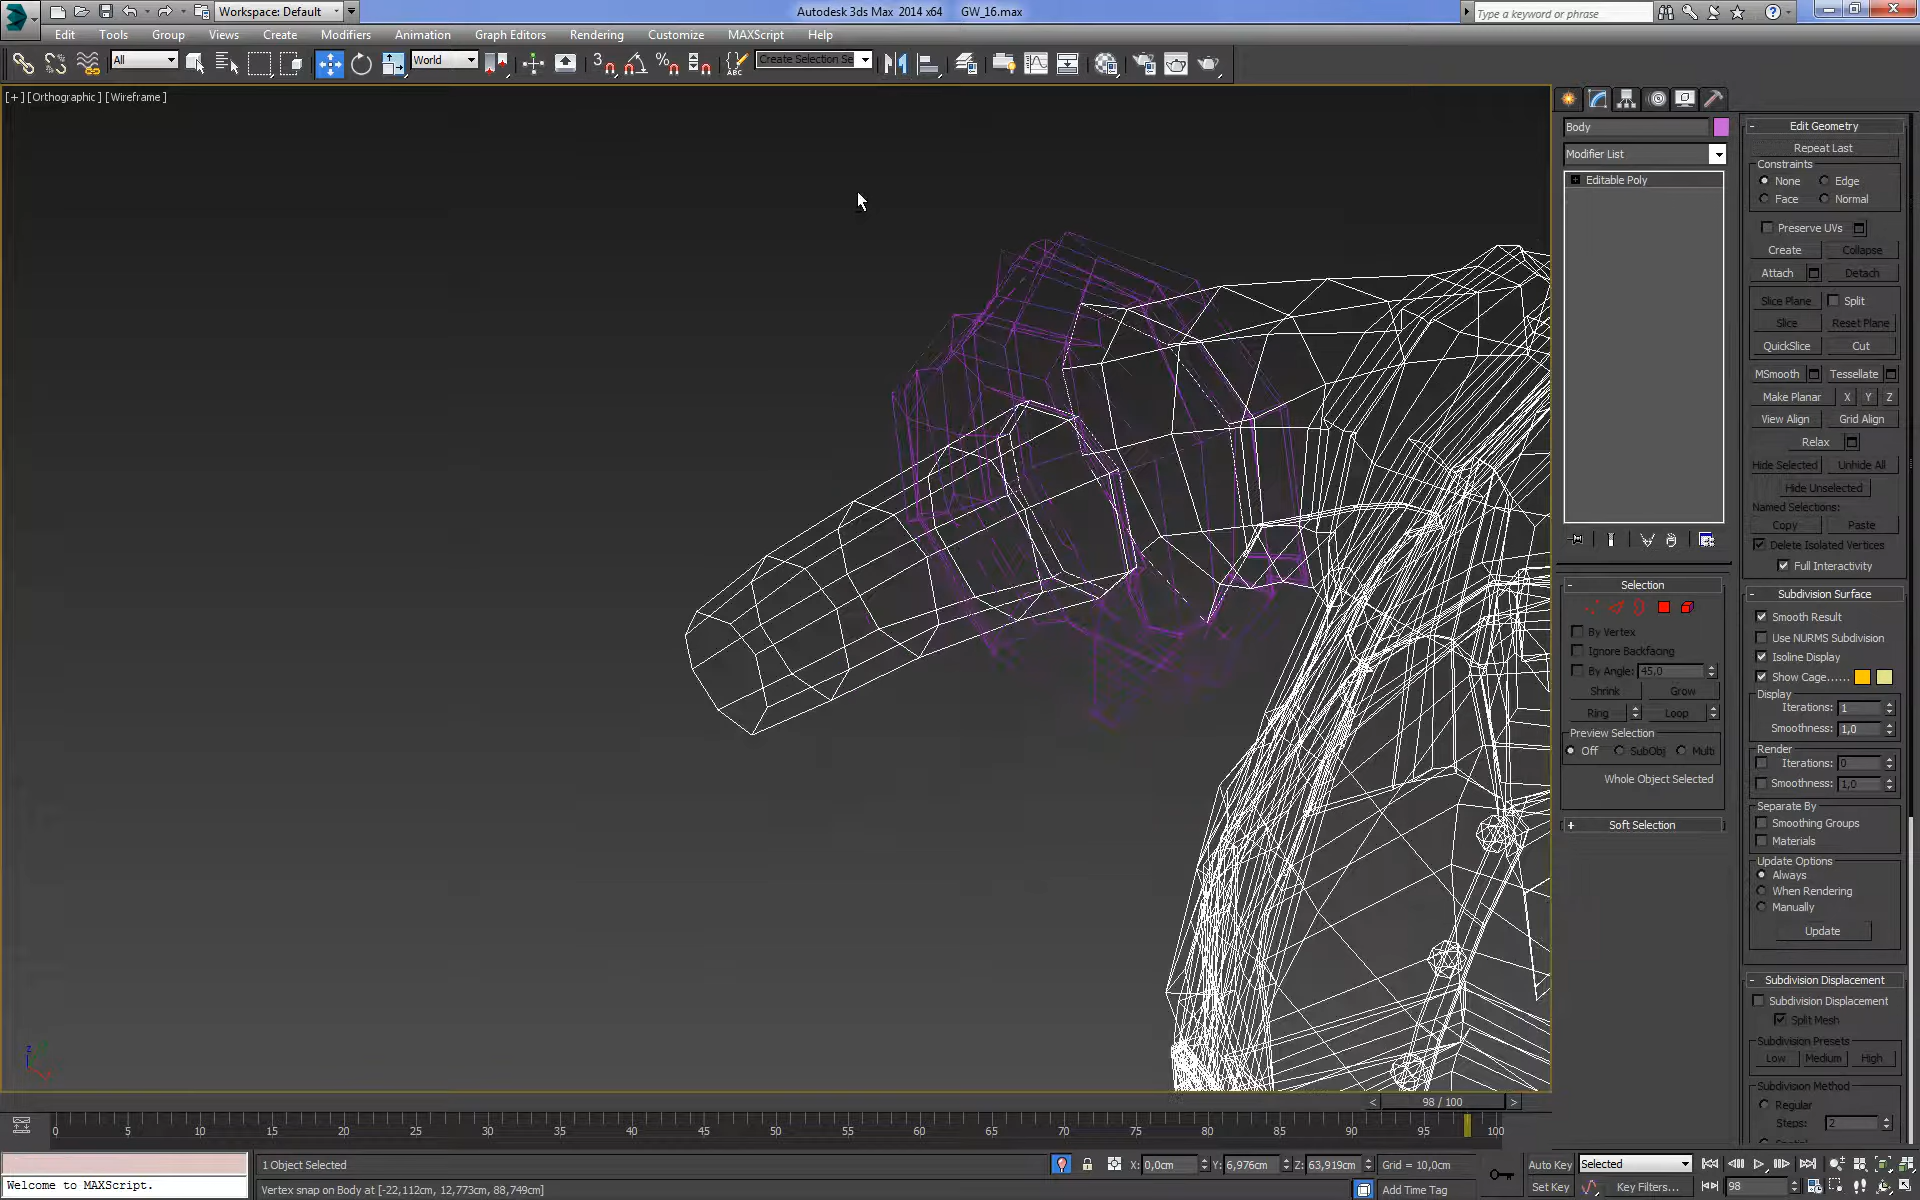 Workspace: Default
Autodesk 3ds Max 2014 x64 GW_16.max
Type a keyword or phrase
Edit Tools Group Views Create Modifiers Animation Graph Editors Rendering Customize MAXScript Help
All
World
3
ABC
Create Selection Se
[+] [Orthographic] [Wireframe]
Body
Modifier List
Editable Poly
Selection
By Vertex
Ignore Backfacing
By Angle: 45,0
Shrink Grow
Ring Loop
Preview Selection
Off SubObj Multi
Whole Object Selected
+ Soft Selection
Edit Geometry
Repeat Last
Constraints
None Edge
Face Normal
Preserve UVs
Create Collapse
Attach Detach
Slice Plane Split
Slice Reset Plane
QuickSlice Cut
MSmooth Tessellate
Make Planar X Y Z
View Align Grid Align
Relax
Hide Selected Unhide All
Hide Unselected
Named Selections:
Copy Paste
Delete Isolated Vertices
Full Interactivity
Subdivision Surface
Smooth Result
Use NURMS Subdivision
Isoline Display
Show Cage......
Display
Iterations: 1
Smoothness: 1,0
Render
Iterations: 0
Smoothness: 1,0
Separate By
Smoothing Groups
Materials
Update Options
Always
When Rendering
Manually
Update
Subdivision Displacement
Subdivision Displacement
Split Mesh
Subdivision Presets
Low Medium High
Subdivision Method
Regular
Steps: 2
z
< 98 / 100 >
0 5 10 15 20 25 30 35 40 45 50 55 60 65 70 75 80 85 90 95 100
1 Object Selected
X: 0,0cm Y: 6,976cm Z: 63,919cm Grid = 10,0cm
Auto Key Selected
Welcome to MAXScript.
Vertex snap on Body at [-22,112cm, 12,773cm, 88,749cm]
Add Time Tag
Set Key Key Filters... 98